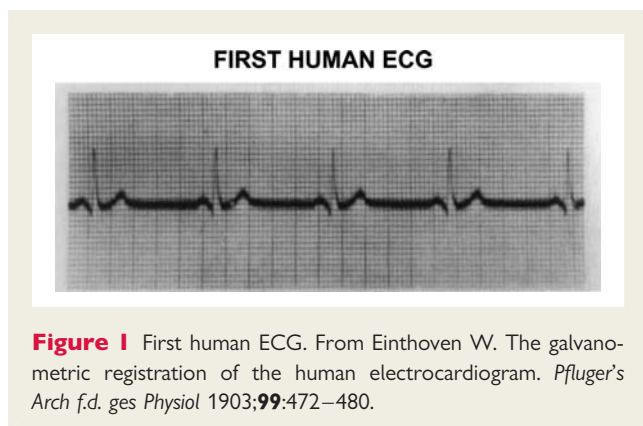 FIRST HUMAN ECG
Figure 1 First human ECG. From Einthoven W. The galvano-
metric registration of the human electrocardiogram. Pfluger's
Arch f.d. ges Physiol 1903;99:472–480.